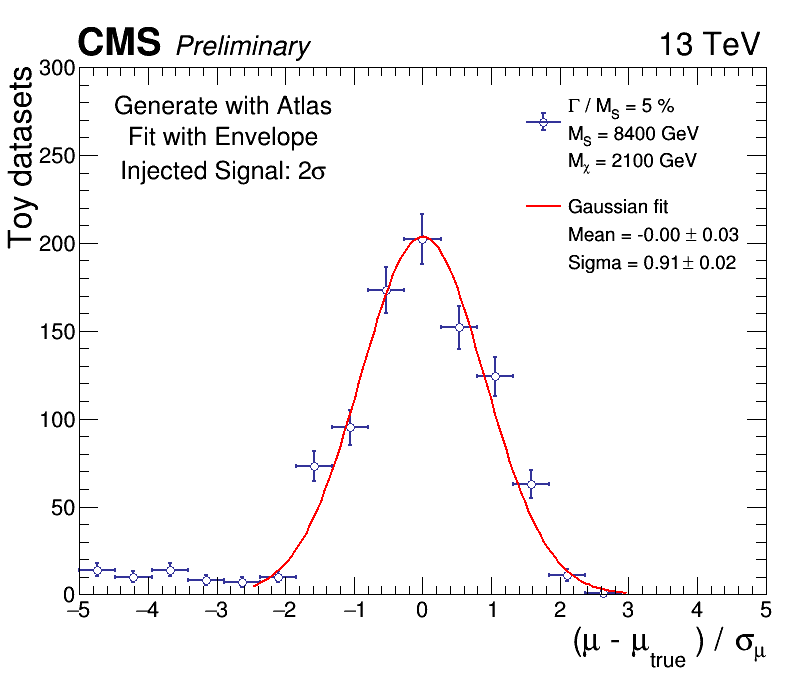 CMS Preliminary 13 TeV
Toy datasets
Generate with Atlas
Fit with Envelope
Injected Signal: 2σ
Γ / M_S = 5 %
M_S = 8400 GeV
M_χ = 2100 GeV
Gaussian fit
Mean = -0.00 ± 0.03
Sigma = 0.91 ± 0.02
300
250
200
150
100
50
0
−5 −4 −3 −2 −1 0 1 2 3 4 5
(μ - μ_true ) / σ_μ